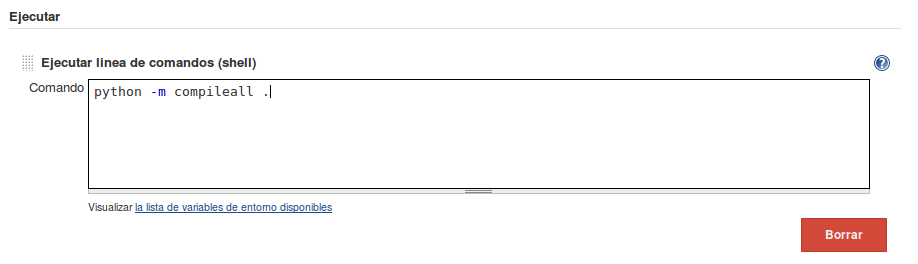 Ejecutar
Ejecutar linea de comandos (shell)
?
Comando
python -m compileall .
Visualizar la lista de variables de entorno disponibles
Borrar